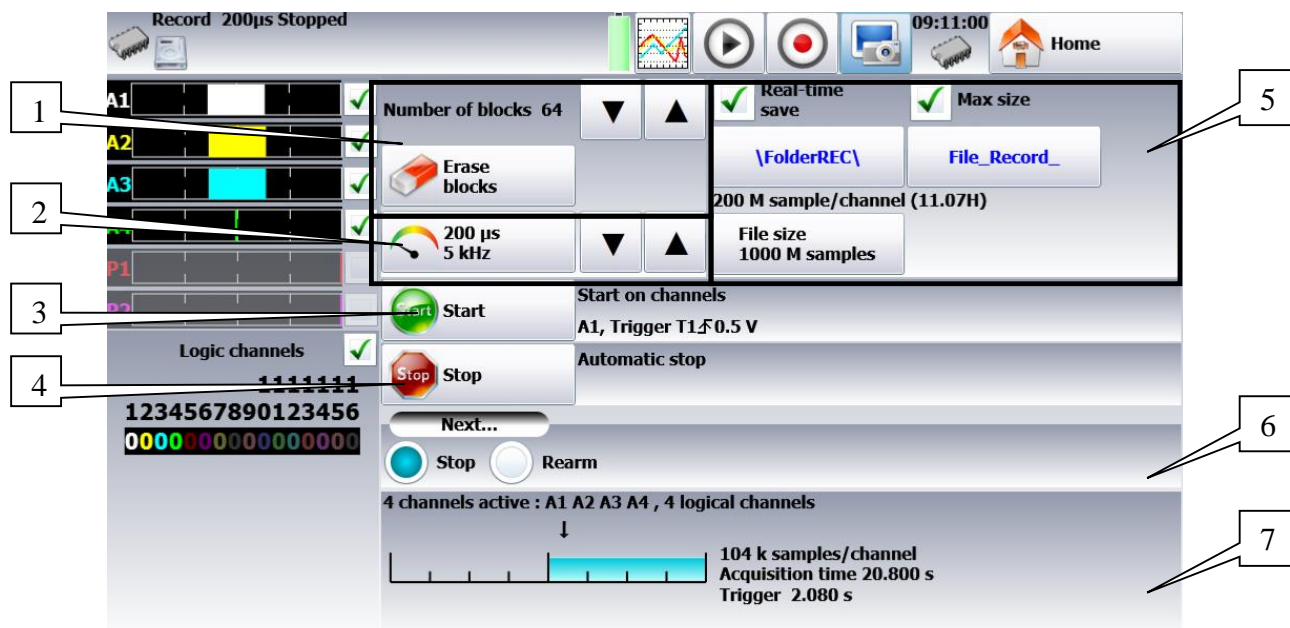 Record 200µs Stopped
09:11:00
Home
A1
A2
A3
P1
1
2
3
4
5
6
7
Number of blocks 64
Erase
blocks
200 µs
5 kHz
Real-time
save
Max size
\FolderREC\
File_Record_
200 M sample/channel (11.07H)
File size
1000 M samples
Start
Start
Start on channels
A1, Trigger T1 0.5 V
Stop
Stop
Automatic stop
Logic channels
1111111
1234567890123456
0000000000000000
Next...
Stop
Rearm
4 channels active : A1 A2 A3 A4 , 4 logical channels
104 k samples/channel
Acquisition time 20.800 s
Trigger 2.080 s